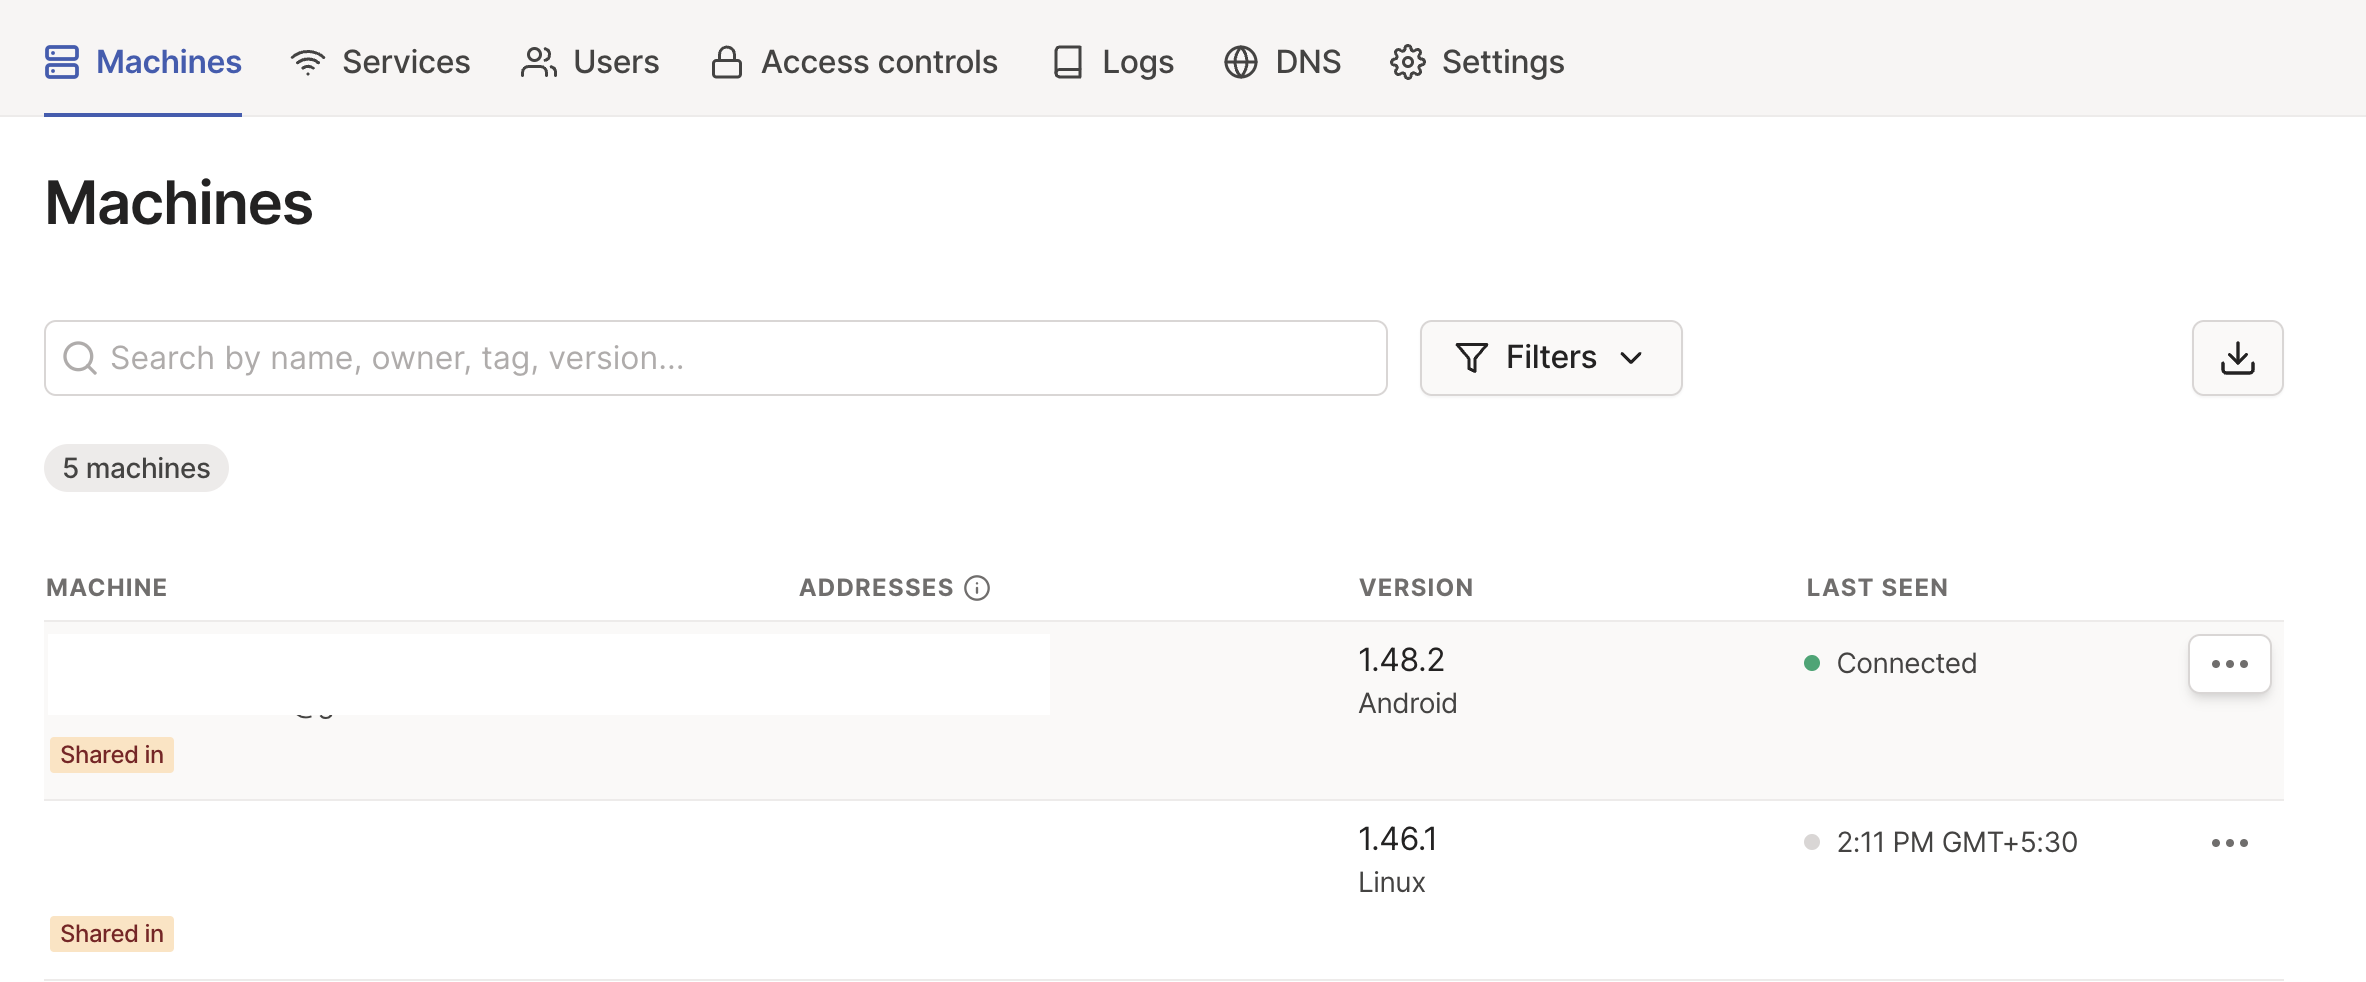 Machines Services Users Access controls Logs DNS Settings
Machines
Search by name, owner, tag, version...
Filters
5 machines
MACHINE ADDRESSES VERSION LAST SEEN
1.48.2 Connected
Android
Shared in
1.46.1 2:11 PM GMT+5:30
Linux
Shared in